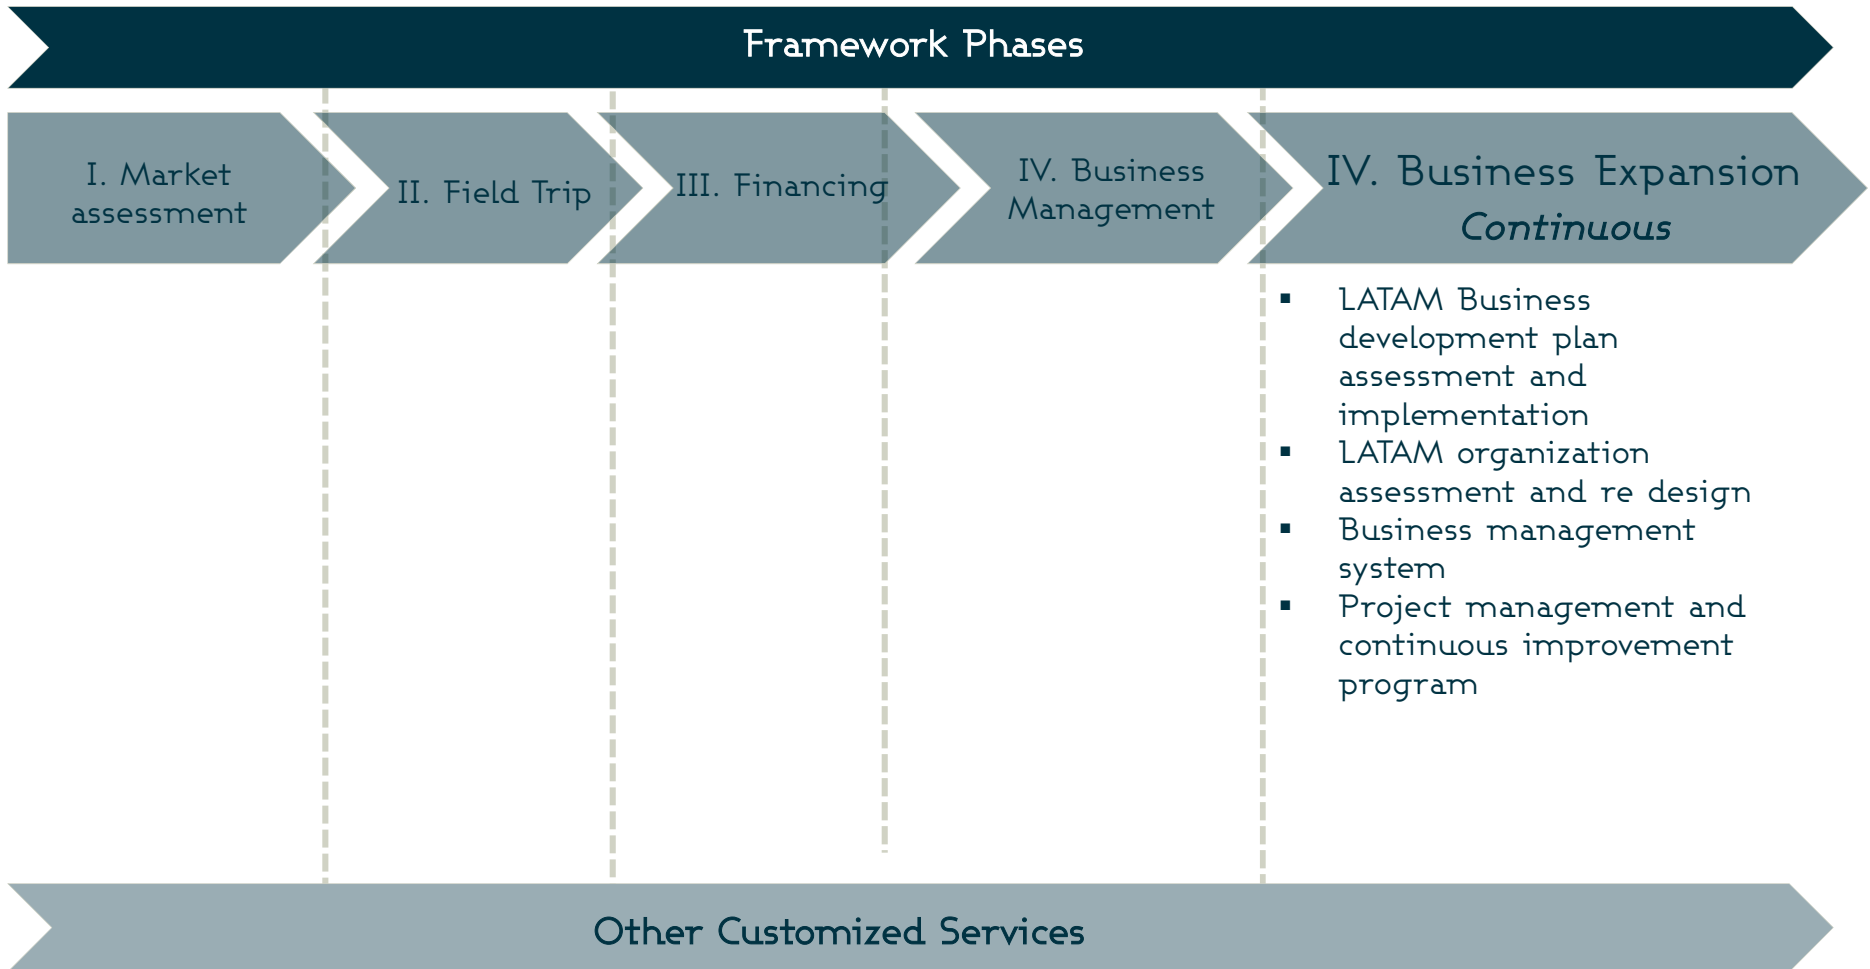 Framework Phases
I. Market
assessment
II. Field Trip
III. Financing
IV. Business
Management
IV. Business Expansion
Continuous
▪ LATAM Business
development plan
assessment and
implementation
▪ LATAM organization
assessment and re design
▪ Business management
system
▪ Project management and
continuous improvement
program
Other Customized Services